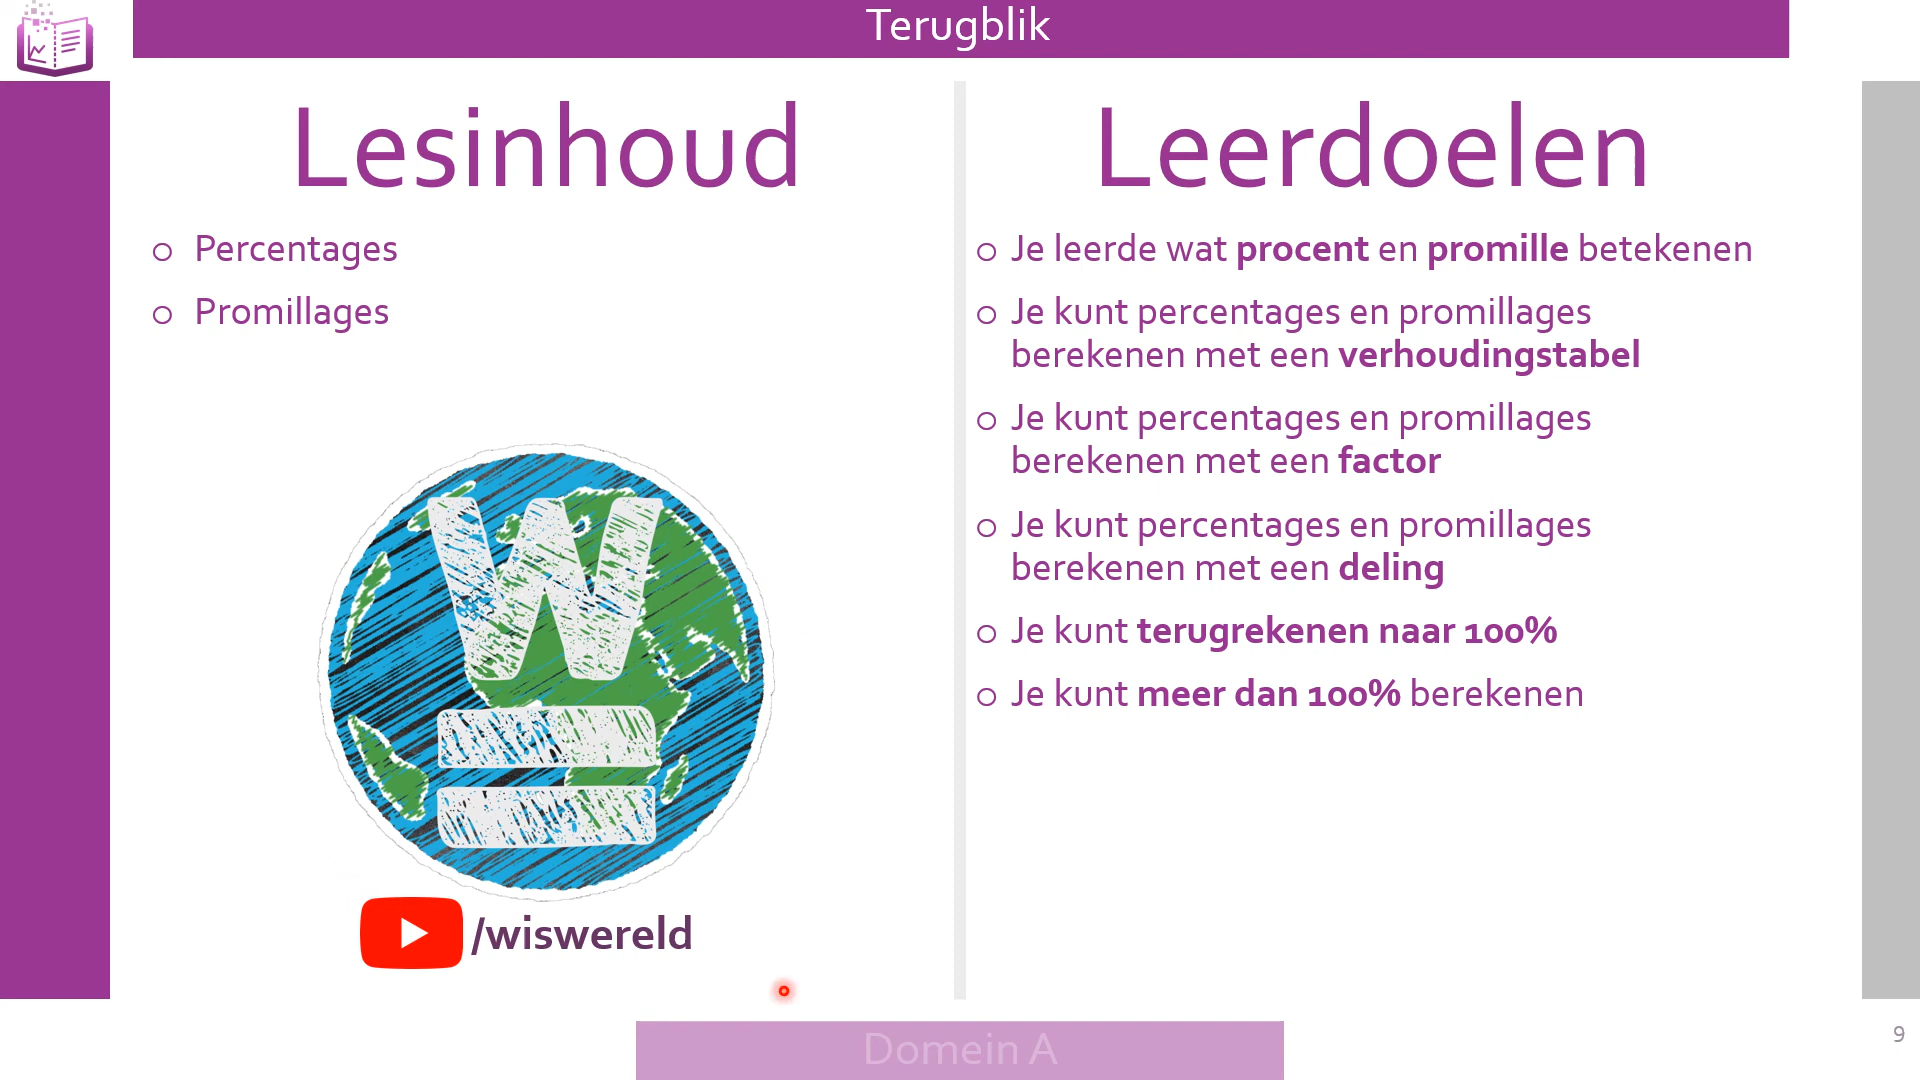 Terugblik
Lesinhoud
Percentages
Promillages
W
/wiswereld
Leerdoelen
Je leerde wat procent en promille betekenen
Je kunt percentages en promillages
berekenen met een verhoudingstabel
Je kunt percentages en promillages
berekenen met een factor
Je kunt percentages en promillages
berekenen met een deling
Je kunt terugrekenen naar 100%
Je kunt meer dan 100% berekenen
Domein A
9